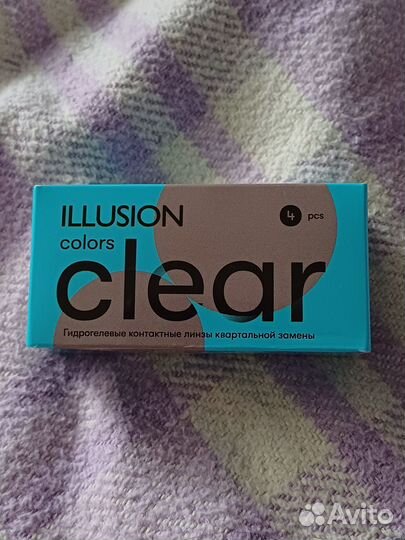 ILLUSION
colors
4 pcs
clear
Гидрогелевые контактные линзы квартальной замены
Avito